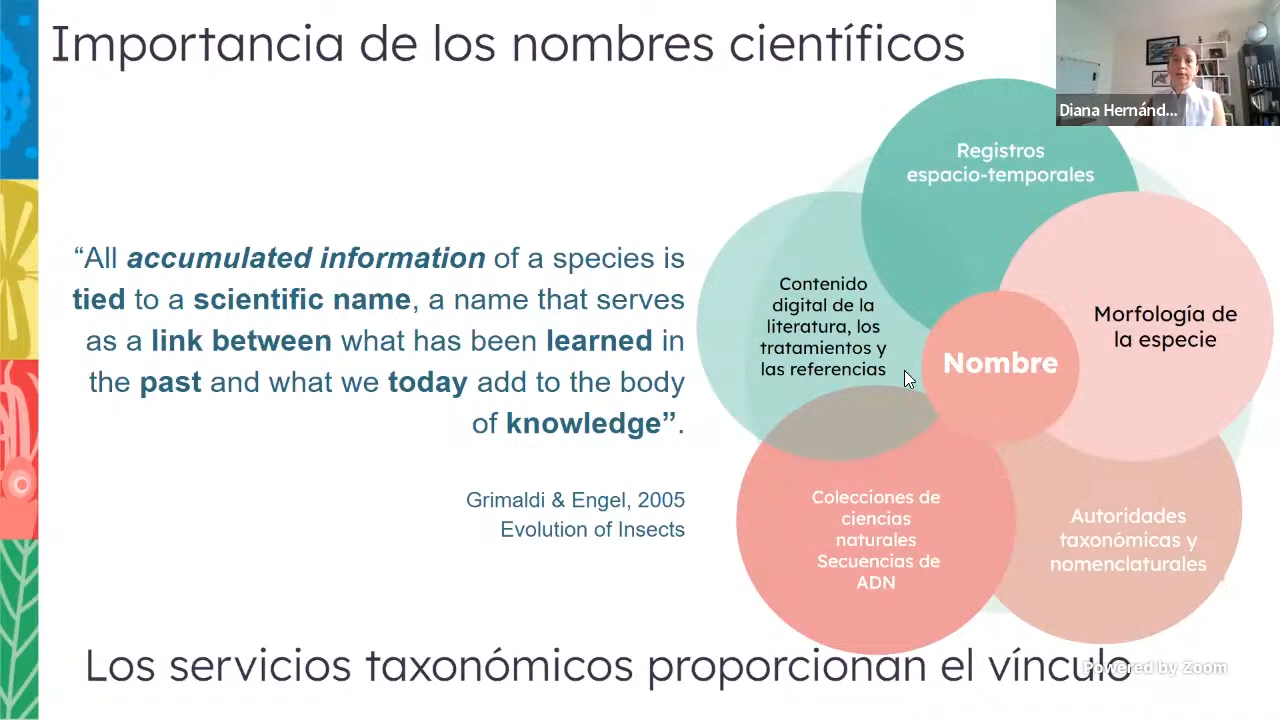 Importancia de los nombres científicos
Diana Hernánd...
Registros
espacio-temporales
“All accumulated information of a species is
tied to a scientific name, a name that serves
as a link between what has been learned in
the past and what we today add to the body
of knowledge”.
Grimaldi & Engel, 2005
Evolution of Insects
Contenido
digital de la
literatura, los
tratamientos y
las referencias
Nombre
Morfología de
la especie
Colecciones de
ciencias
naturales
Secuencias de
ADN
Autoridades
taxonómicas y
nomenclaturales
Los servicios taxonómicos proporcionan el vínculo
Powered by Zoom